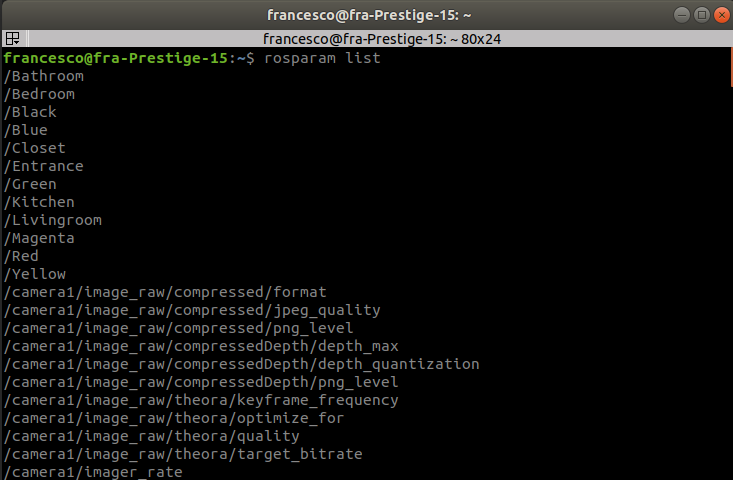 francesco@fra-Prestige-15: ~
francesco@fra-Prestige-15: ~ 80x24
francesco@fra-Prestige-15:~$ rosparam list
/Bathroom
/Bedroom
/Black
/Blue
/Closet
/Entrance
/Green
/Kitchen
/Livingroom
/Magenta
/Red
/Yellow
/camera1/image_raw/compressed/format
/camera1/image_raw/compressed/jpeg_quality
/camera1/image_raw/compressed/png_level
/camera1/image_raw/compressedDepth/depth_max
/camera1/image_raw/compressedDepth/depth_quantization
/camera1/image_raw/compressedDepth/png_level
/camera1/image_raw/theora/keyframe_frequency
/camera1/image_raw/theora/optimize_for
/camera1/image_raw/theora/quality
/camera1/image_raw/theora/target_bitrate
/camera1/imager_rate